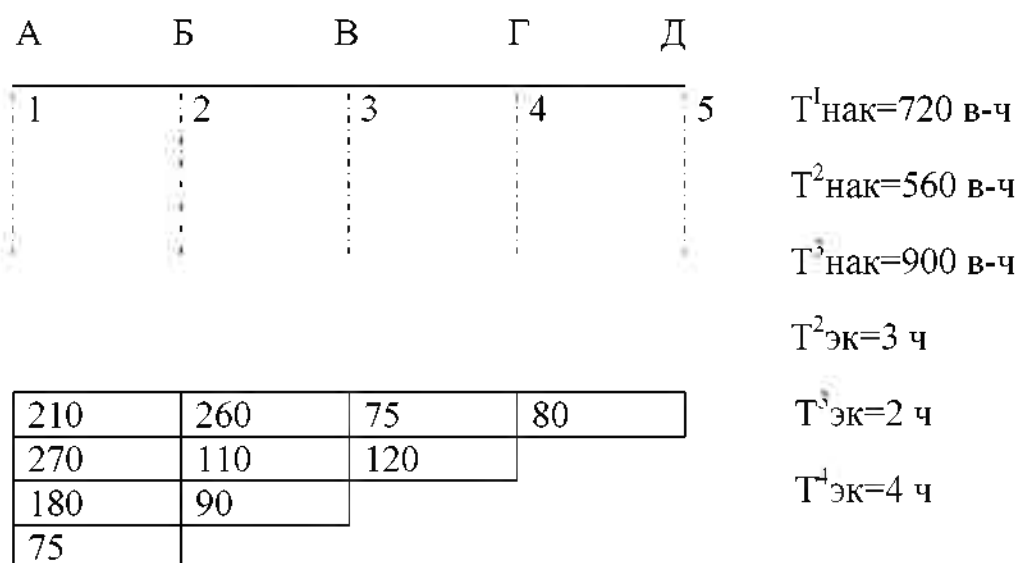 А Б В Г Д
1 2 3 4 5
Т¹нак=720 в-ч
Т²нак=560 в-ч
Т³нак=900 в-ч
Т²эк=3 ч
Т³эк=2 ч
Т⁴эк=4 ч
210 260 75 80
270 110 120
180 90
75